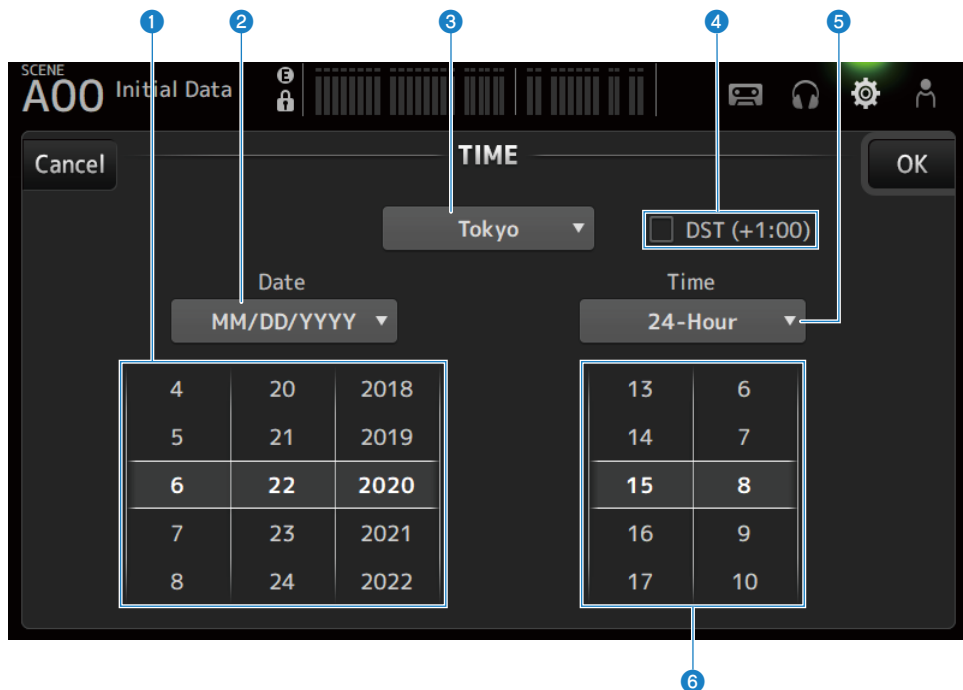 1 2 3 4 5
SCENE
A00 Initial Data E
Cancel TIME OK
Tokyo ▼ DST (+1:00)
Date Time
MM/DD/YYYY ▼ 24-Hour ▼
4 20 2018 13 6
5 21 2019 14 7
6 22 2020 15 8
7 23 2021 16 9
8 24 2022 17 10
6